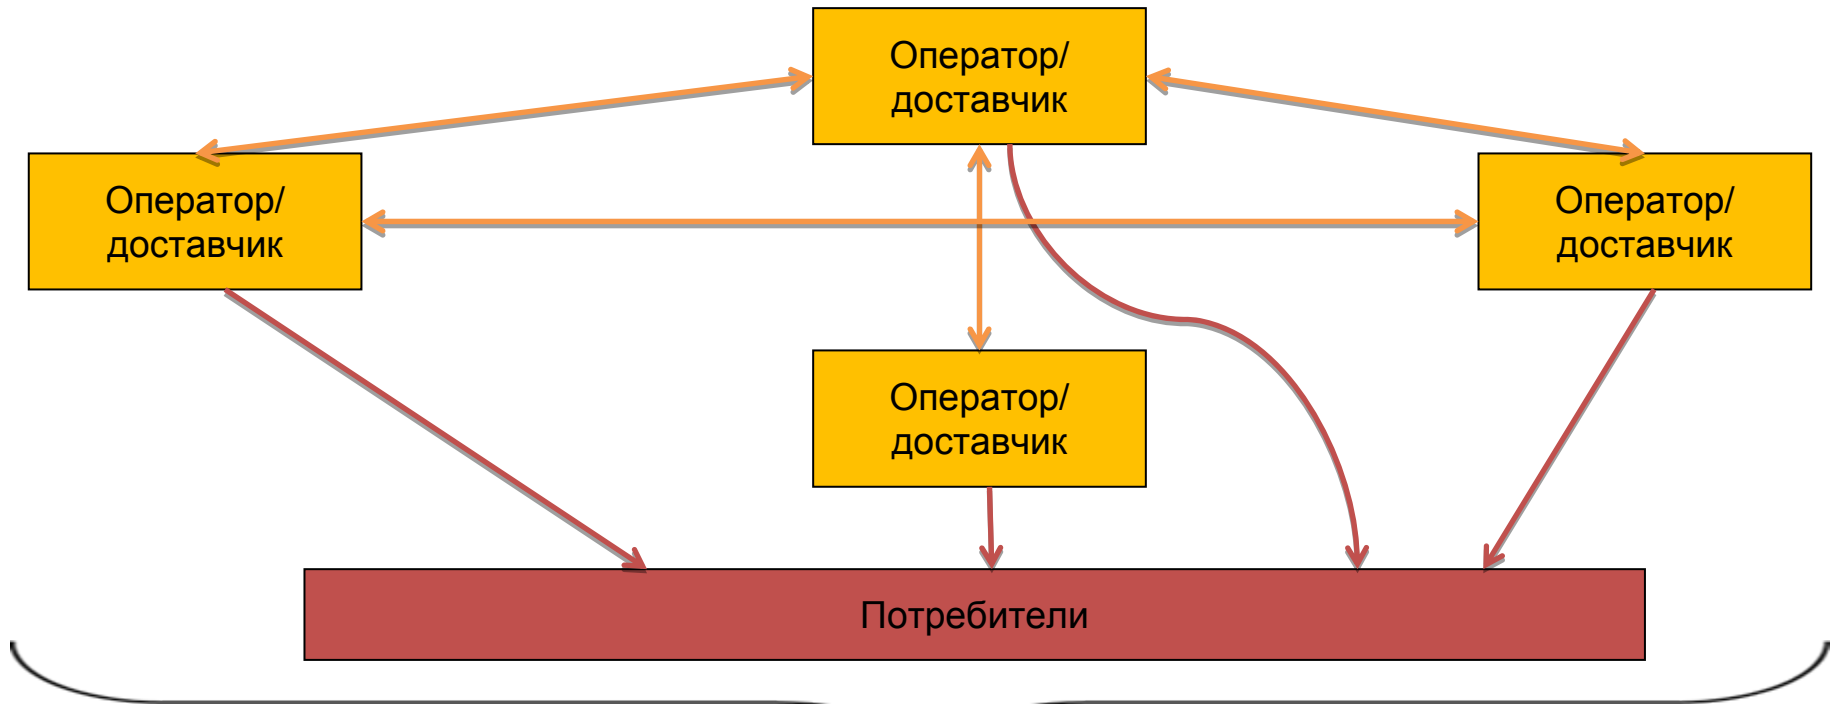 Оператор/
доставчик
Оператор/
доставчик
Оператор/
доставчик
Оператор/
доставчик
Потребители